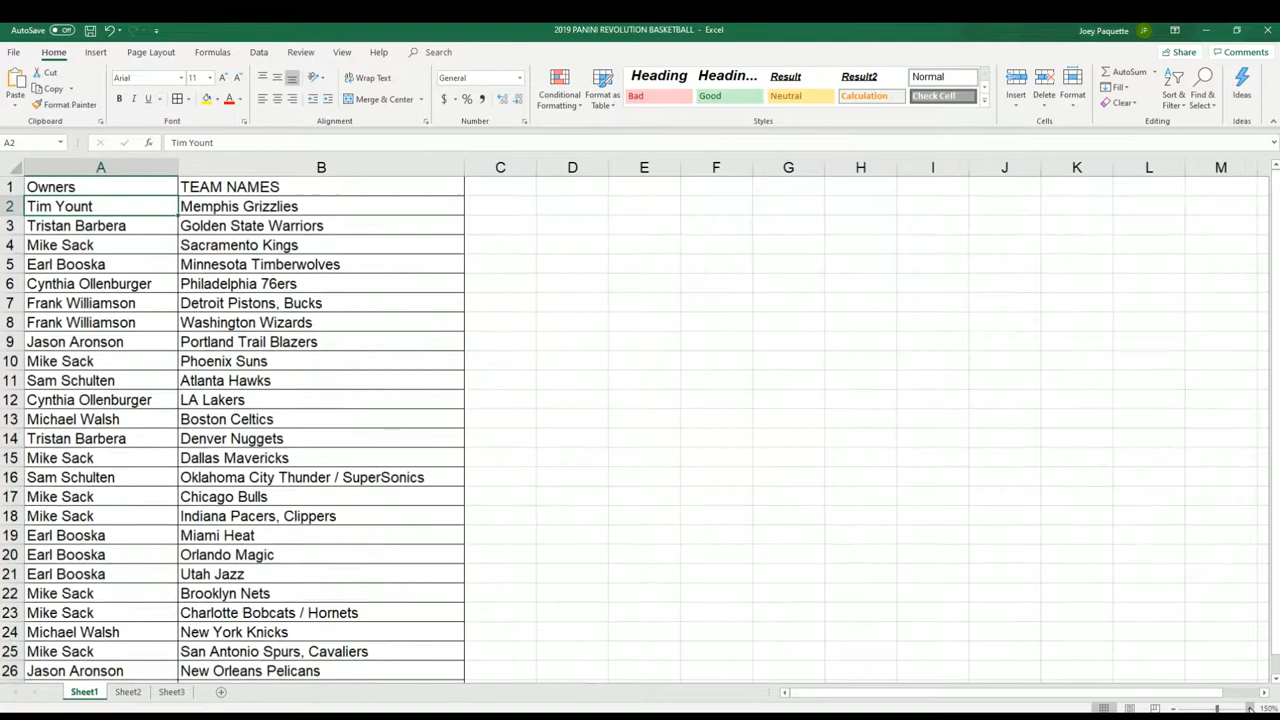 AutoSave Off 2019 PANINI REVOLUTION BASKETBALL - Excel Joey Paquette JP
File Home Insert Page Layout Formulas Data Review View Help Search Share Comments
Paste Cut Copy Format Painter Clipboard
Arial 11 A A B I U A Font
Wrap Text Merge & Center Alignment
General $ % , Number
Conditional Formatting Format as Table
Heading Headin... Result Result2 Normal
Bad Good Neutral Calculation Check Cell
Styles
Insert Delete Format Cells
AutoSum Fill Clear Sort & Filter Find & Select Editing
Ideas Ideas
A2 fx Tim Yount
A B C D E F G H I J K L M
1 Owners TEAM NAMES
2 Tim Yount Memphis Grizzlies
3 Tristan Barbera Golden State Warriors
4 Mike Sack Sacramento Kings
5 Earl Booska Minnesota Timberwolves
6 Cynthia Ollenburger Philadelphia 76ers
7 Frank Williamson Detroit Pistons, Bucks
8 Frank Williamson Washington Wizards
9 Jason Aronson Portland Trail Blazers
10 Mike Sack Phoenix Suns
11 Sam Schulten Atlanta Hawks
12 Cynthia Ollenburger LA Lakers
13 Michael Walsh Boston Celtics
14 Tristan Barbera Denver Nuggets
15 Mike Sack Dallas Mavericks
16 Sam Schulten Oklahoma City Thunder / SuperSonics
17 Mike Sack Chicago Bulls
18 Mike Sack Indiana Pacers, Clippers
19 Earl Booska Miami Heat
20 Earl Booska Orlando Magic
21 Earl Booska Utah Jazz
22 Mike Sack Brooklyn Nets
23 Mike Sack Charlotte Bobcats / Hornets
24 Michael Walsh New York Knicks
25 Mike Sack San Antonio Spurs, Cavaliers
26 Jason Aronson New Orleans Pelicans
Sheet1 Sheet2 Sheet3
150%